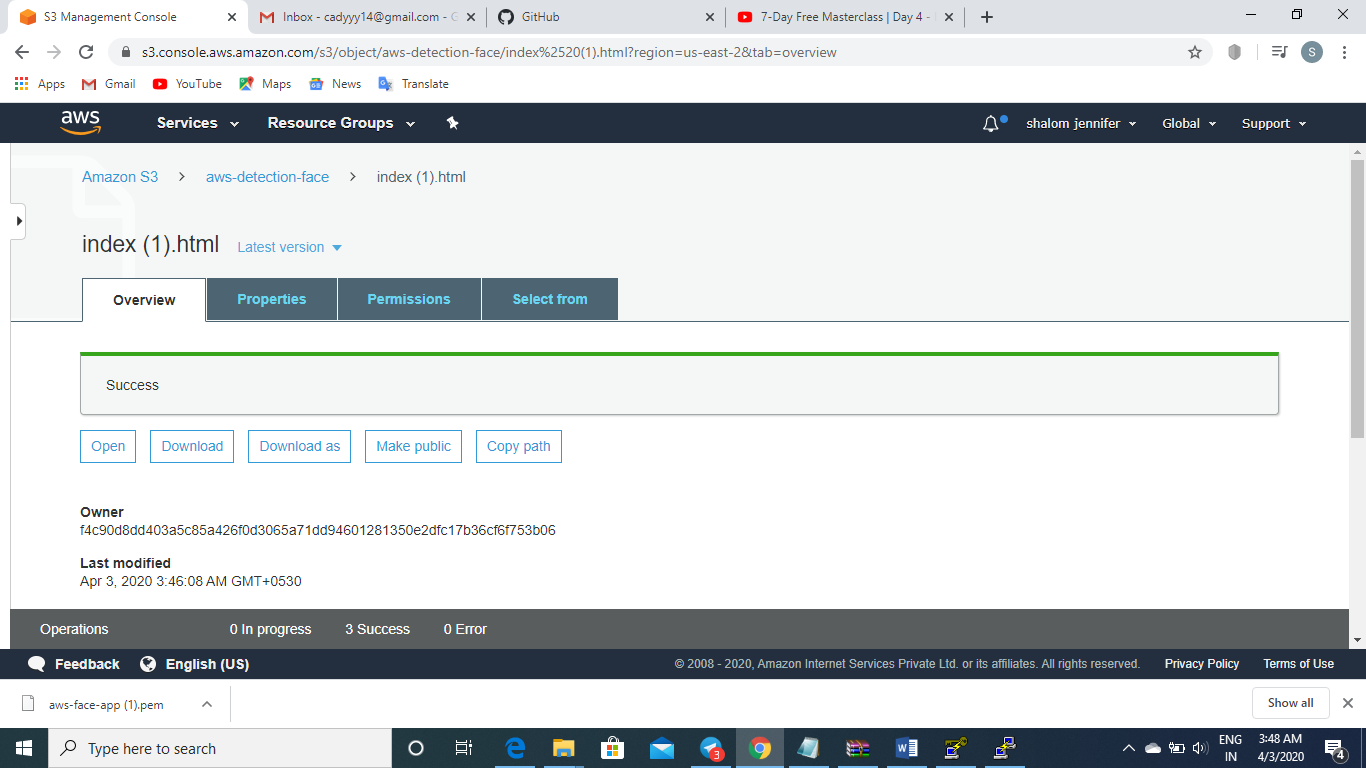 S3 Management Console
Inbox - cadyyy14@gmail.com - G
GitHub
7-Day Free Masterclass | Day 4 -
s3.console.aws.amazon.com/s3/object/aws-detection-face/index%2520(1).html?region=us-east-2&tab=overview
S
Apps Gmail YouTube Maps News Translate
aws Services Resource Groups shalom jennifer Global Support
Amazon S3 > aws-detection-face > index (1).html
index (1).html Latest version
Overview Properties Permissions Select from
Success
Open Download Download as Make public Copy path
Owner
f4c90d8dd403a5c85a426f0d3065a71dd94601281350e2dfc17b36cf6f753b06
Last modified
Apr 3, 2020 3:46:08 AM GMT+0530
Operations 0 In progress 3 Success 0 Error
Feedback English (US) © 2008 - 2020, Amazon Internet Services Private Ltd. or its affiliates. All rights reserved. Privacy Policy Terms of Use
aws-face-app (1).pem Show all
Type here to search
3
W
ENG
IN
3:48 AM
4/3/2020
4